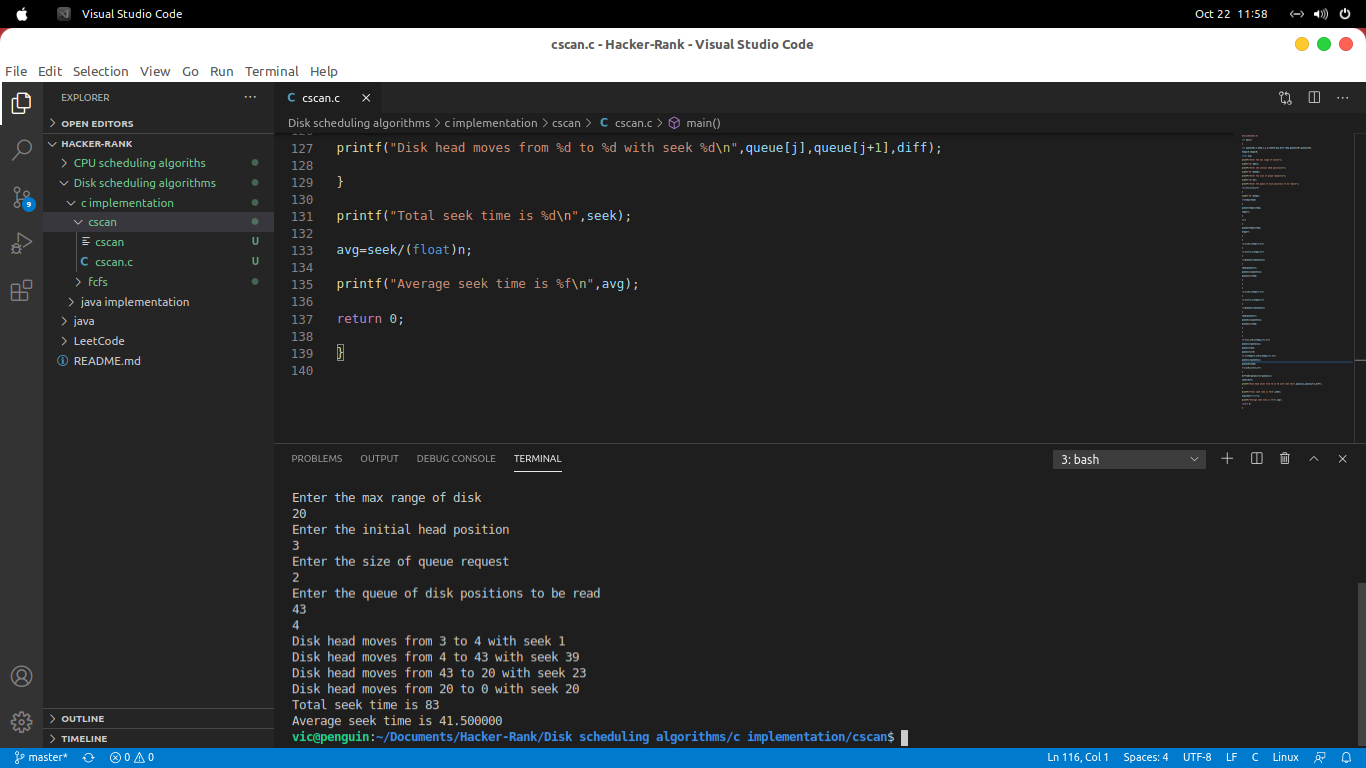 Visual Studio Code
Oct 22 11:58
cscan.c - Hacker-Rank - Visual Studio Code
File Edit Selection View Go Run Terminal Help
EXPLORER
OPEN EDITORS
HACKER-RANK
CPU scheduling algoriths
Disk scheduling algorithms
c implementation
cscan
cscan U
C cscan.c U
fcfs
java implementation
java
LeetCode
README.md
OUTLINE
TIMELINE
9
C cscan.c
Disk scheduling algorithms > c implementation > cscan > C cscan.c > main()
127 printf("Disk head moves from %d to %d with seek %d\n",queue[j],queue[j+1],diff);
128
129 }
130
131 printf("Total seek time is %d\n",seek);
132
133 avg=seek/(float)n;
134
135 printf("Average seek time is %f\n",avg);
136
137 return 0;
138
139 }
140
PROBLEMS OUTPUT DEBUG CONSOLE TERMINAL
3: bash
Enter the max range of disk
20
Enter the initial head position
3
Enter the size of queue request
2
Enter the queue of disk positions to be read
43
4
Disk head moves from 3 to 4 with seek 1
Disk head moves from 4 to 43 with seek 39
Disk head moves from 43 to 20 with seek 23
Disk head moves from 20 to 0 with seek 20
Total seek time is 83
Average seek time is 41.500000
vic@penguin:~/Documents/Hacker-Rank/Disk scheduling algorithms/c implementation/cscan$
master* 0 0
Ln 116, Col 1 Spaces: 4 UTF-8 LF C Linux